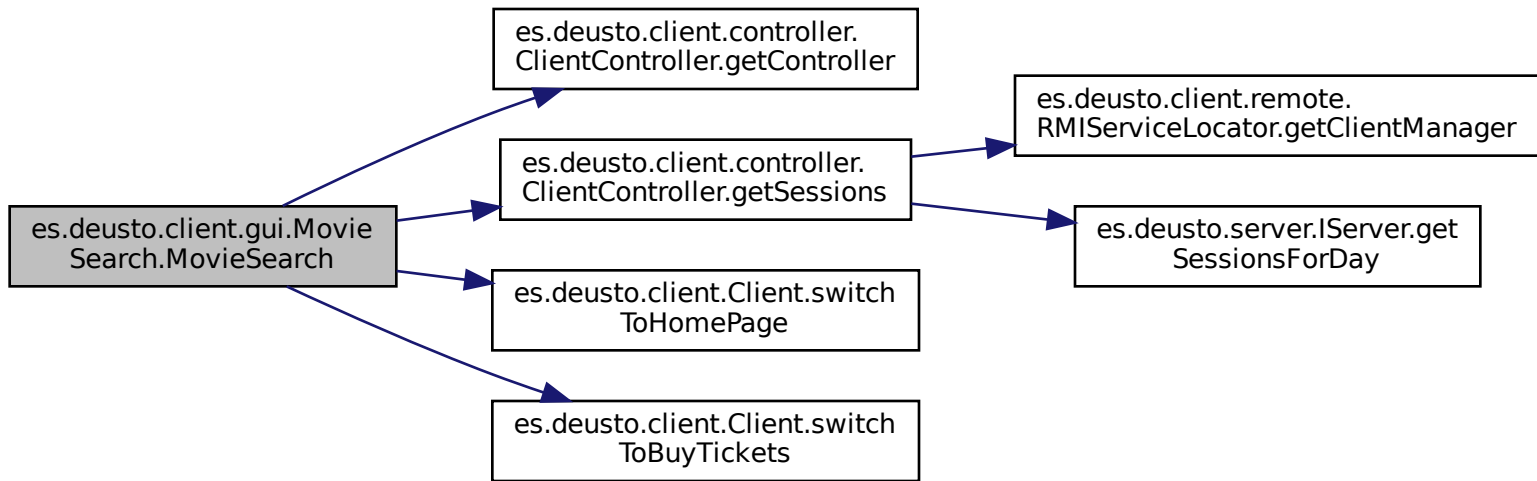 es.deusto.client.gui.Movie
Search.MovieSearch
es.deusto.client.controller.
ClientController.getController
es.deusto.client.controller.
ClientController.getSessions
es.deusto.client.Client.switch
ToHomePage
es.deusto.client.Client.switch
ToBuyTickets
es.deusto.client.remote.
RMIServiceLocator.getClientManager
es.deusto.server.IServer.get
SessionsForDay